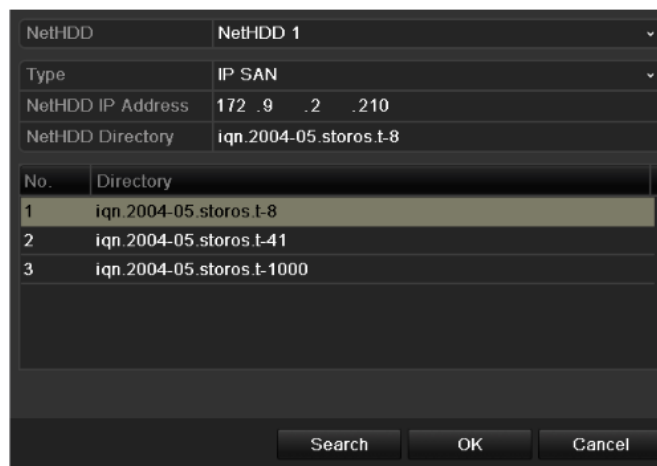 NetHDD NetHDD 1
Type IP SAN
NetHDD IP Address 172 .9 .2 .210
NetHDD Directory iqn.2004-05.storos.t-8
No. Directory
1 iqn.2004-05.storos.t-8
2 iqn.2004-05.storos.t-41
3 iqn.2004-05.storos.t-1000
Search OK Cancel